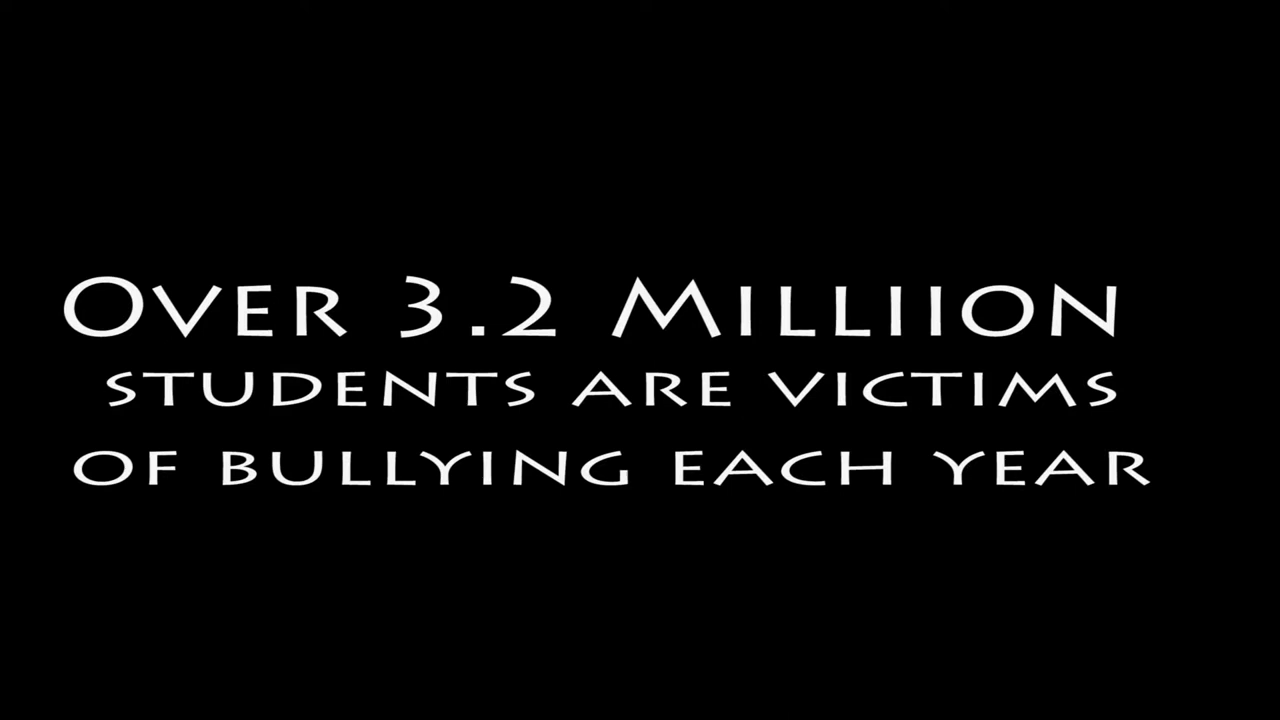 Over 3.2 Milliion
students are victims
of bullying each year